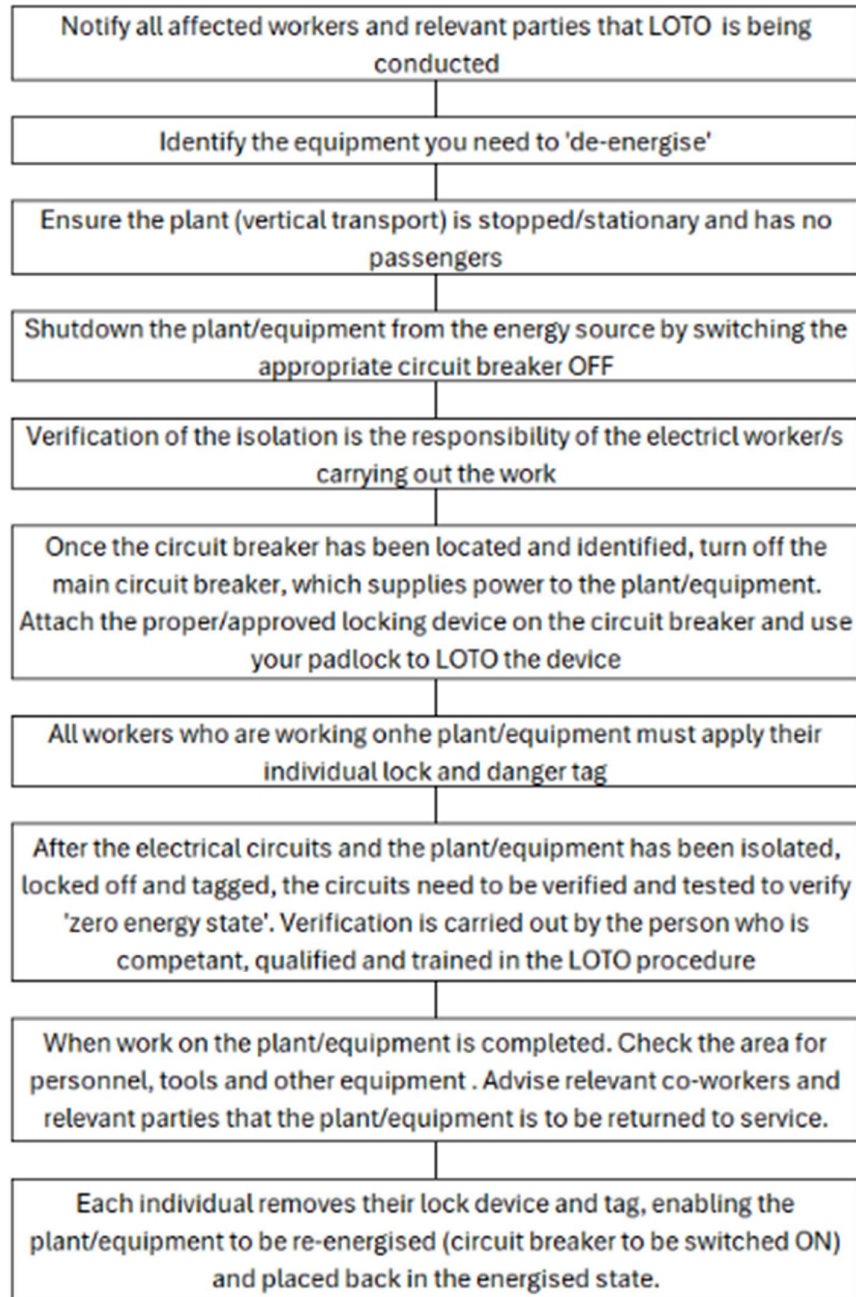 Notify all affected workers and relevant parties that LOTO is being
conducted
Identify the equipment you need to 'de-energise'
Ensure the plant (vertical transport) is stopped/stationary and has no
passengers
Shutdown the plant/equipment from the energy source by switching the
appropriate circuit breaker OFF
Verification of the isolation is the responsibility of the electricl worker/s
carrying out the work
Once the circuit breaker has been located and identified, turn off the
main circuit breaker, which supplies power to the plant/equipment.
Attach the proper/approved locking device on the circuit breaker and use
your padlock to LOTO the device
All workers who are working onhe plant/equipment must apply their
individual lock and danger tag
After the electrical circuits and the plant/equipment has been isolated,
locked off and tagged, the circuits need to be verified and tested to verify
'zero energy state'. Verification is carried out by the person who is
competant, qualified and trained in the LOTO procedure
When work on the plant/equipment is completed. Check the area for
personnel, tools and other equipment . Advise relevant co-workers and
relevant parties that the plant/equipment is to be returned to service.
Each individual removes their lock device and tag, enabling the
plant/equipment to be re-energised (circuit breaker to be switched ON)
and placed back in the energised state.